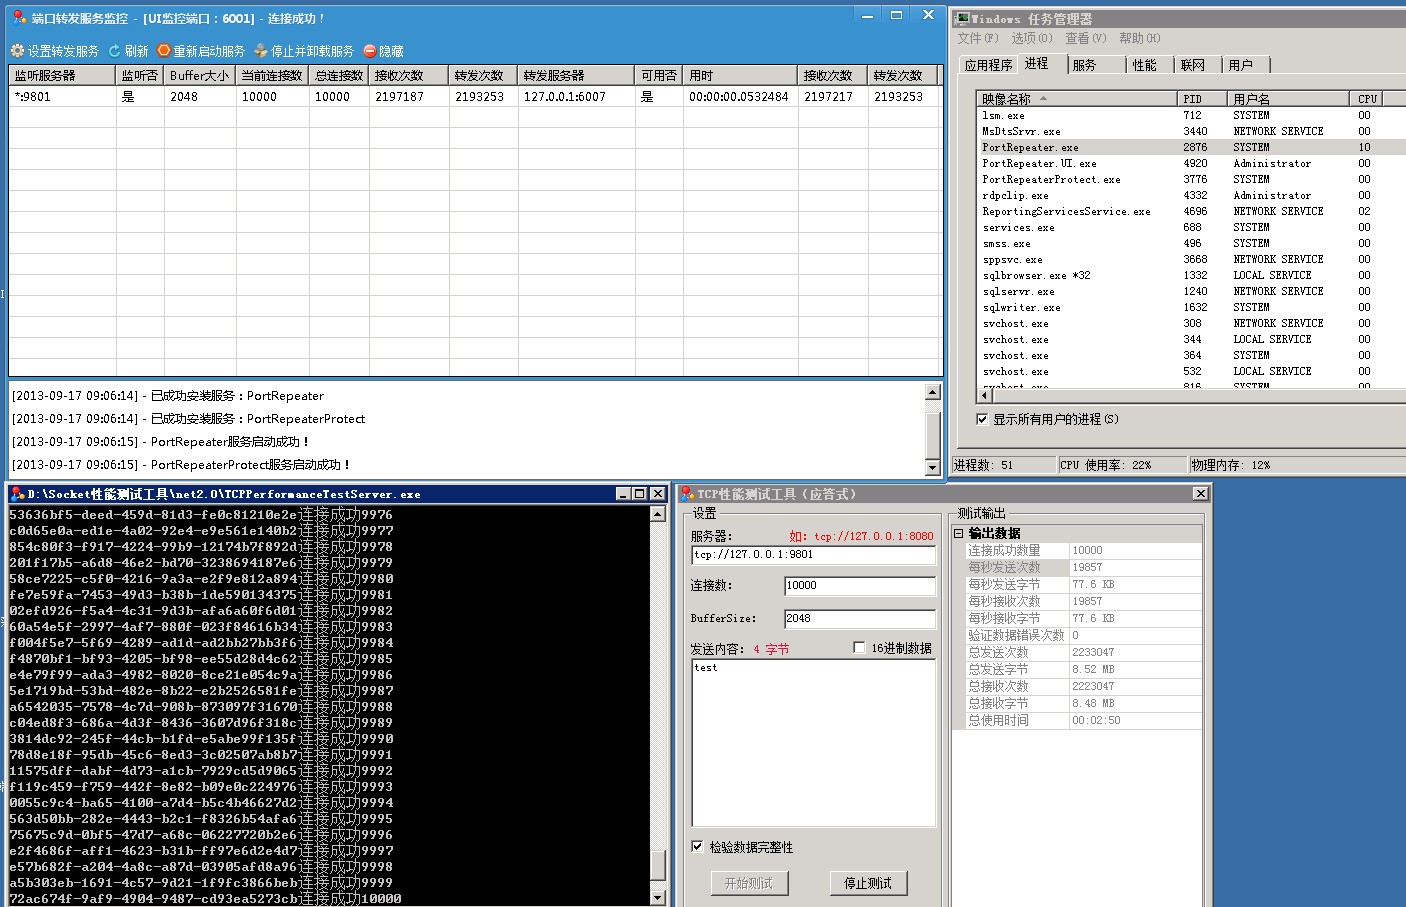 端口转发服务监控 - [UI监控端口：6001] - 连接成功！
设置转发服务 刷新 重新启动服务 停止并卸载服务 隐藏
监听服务器 监听否 Buffer大小 当前连接数 总连接数 接收次数 转发次数 转发服务器 可用否 用时 接收次数 转发次数
*:9801 是 2048 10000 10000 2197187 2193253 127.0.0.1:6007 是 00:00:00.0532484 2197217 2193253
[2013-09-17 09:06:14] - 已成功安装服务：PortRepeater
[2013-09-17 09:06:14] - 已成功安装服务：PortRepeaterProtect
[2013-09-17 09:06:15] - PortRepeater服务启动成功！
[2013-09-17 09:06:15] - PortRepeaterProtect服务启动成功！
Windows 任务管理器
文件(F) 选项(O) 查看(V) 帮助(H)
应用程序 进程 服务 性能 联网 用户
映像名称 PID 用户名 CPU
lsm.exe 712 SYSTEM 00
MsDtsSrvr.exe 3440 NETWORK SERVICE 00
PortRepeater.exe 2876 SYSTEM 10
PortRepeater.UI.exe 4920 Administrator 00
PortRepeaterProtect.exe 3776 SYSTEM 00
rdpclip.exe 4332 Administrator 00
ReportingServicesService.exe 4696 NETWORK SERVICE 02
services.exe 688 SYSTEM 00
smss.exe 496 SYSTEM 00
sppsvc.exe 3668 NETWORK SERVICE 00
sqlbrowser.exe *32 1332 LOCAL SERVICE 00
sqlservr.exe 1240 NETWORK SERVICE 00
sqlwriter.exe 1632 SYSTEM 00
svchost.exe 308 NETWORK SERVICE 00
svchost.exe 344 LOCAL SERVICE 00
svchost.exe 364 SYSTEM 00
svchost.exe 532 LOCAL SERVICE 00
svchost.exe 816 SYSTEM 00
显示所有用户的进程(S)
进程数: 51 CPU 使用率: 22% 物理内存: 12%
D:\Socket性能测试工具\net2.0\TCPPerformanceTestServer.exe
53636bf5-deed-459d-81d3-fe0c81210e2e连接成功9976
c0d65e0a-ed1e-4a02-92e4-e9e561e140b2连接成功9977
854c80f3-f917-4224-99b9-12174b7f892d连接成功9978
201f17b5-a6d8-46e2-bd70-3238694187e6连接成功9979
58ce7225-c5f0-4216-9a3a-e2f9e812a894连接成功9980
fe7e59fa-7453-49d3-b38b-1de590134375连接成功9981
02efd926-f5a4-4c31-9d3b-afa6a60f6d01连接成功9982
60a54e5f-2997-4af7-880f-023f84616b34连接成功9983
f004f5e7-5f69-4289-ad1d-ad2bb27bb3f6连接成功9984
f4870bf1-bf93-4205-bf98-ee55d28d4c62连接成功9985
e4e79f99-ada3-4982-8020-8ce21e054c9a连接成功9986
5e1719bd-53bd-482e-8b22-e2b2526581fe连接成功9987
a6542035-7578-4c7d-908b-873097f31670连接成功9988
c04ed8f3-686a-4d3f-8436-3607d96f318c连接成功9989
3814dc92-245f-44cb-b1fd-e5abe99f135f连接成功9990
78d8e18f-95db-45c6-8ed3-3c02507ab8b7连接成功9991
11575dff-dabf-4d73-a1cb-7929cd5d9065连接成功9992
f119c459-f759-442f-8e82-b09e0c224976连接成功9993
0055c9c4-ba65-4100-a7d4-b5c4b46627d2连接成功9994
563d50bb-282e-4443-b2c1-f8326b54afa6连接成功9995
75675c9d-0bf5-47d7-a68c-06227720b2e6连接成功9996
e2f4686f-aff1-4623-b31b-ff97e6d2e4d7连接成功9997
e57b682f-a204-4a8c-a87d-03905afd8a96连接成功9998
a5b303eb-1691-4c57-9d21-1f9fc3866beb连接成功9999
72ac674f-9af9-4904-9487-cd93ea5273cb连接成功10000
TCP性能测试工具（应答式）
设置
服务器: 如: tcp://127.0.0.1:8080
tcp://127.0.0.1:9801
连接数: 10000
BufferSize: 2048
发送内容: 4 字节 16进制数据
test
检验数据完整性
开始测试 停止测试
测试输出
输出数据
连接成功数量 10000
每秒发送次数 19857
每秒发送字节 77.6 KB
每秒接收次数 19857
每秒接收字节 77.6 KB
验证数据错误次数 0
总发送次数 2233047
总发送字节 8.52 MB
总接收次数 2223047
总接收字节 8.48 MB
总使用时间 00:02:50